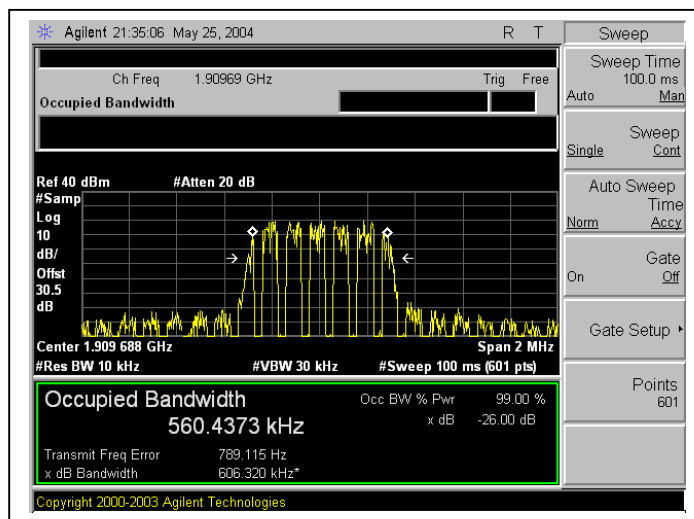 Agilent 21:35:06 May 25, 2004 R T
Sweep
Ch Freq 1.90969 GHz Trig Free
Occupied Bandwidth
Sweep Time
100.0 ms
Auto Man
Sweep
Single Cont
Auto Sweep
Time
Norm Accy
Gate
On Off
Gate Setup
Points
601
Ref 40 dBm #Atten 20 dB
#Samp
Log
10
dB/
Offst
30.5
dB
Center 1.909 688 GHz Span 2 MHz
#Res BW 10 kHz #VBW 30 kHz #Sweep 100 ms (601 pts)
Occupied Bandwidth Occ BW % Pwr 99.00 %
560.4373 kHz x dB -26.00 dB
Transmit Freq Error 789.115 Hz
x dB Bandwidth 606.320 kHz*
Copyright 2000-2003 Agilent Technologies